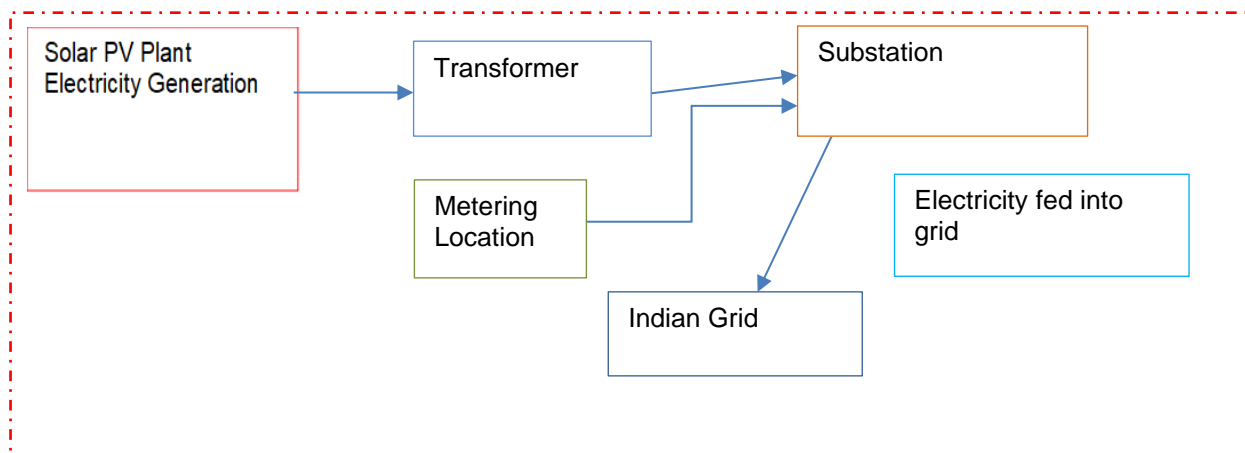 Solar PV Plant
Electricity Generation
Transformer
Substation
Metering
Location
Electricity fed into
grid
Indian Grid